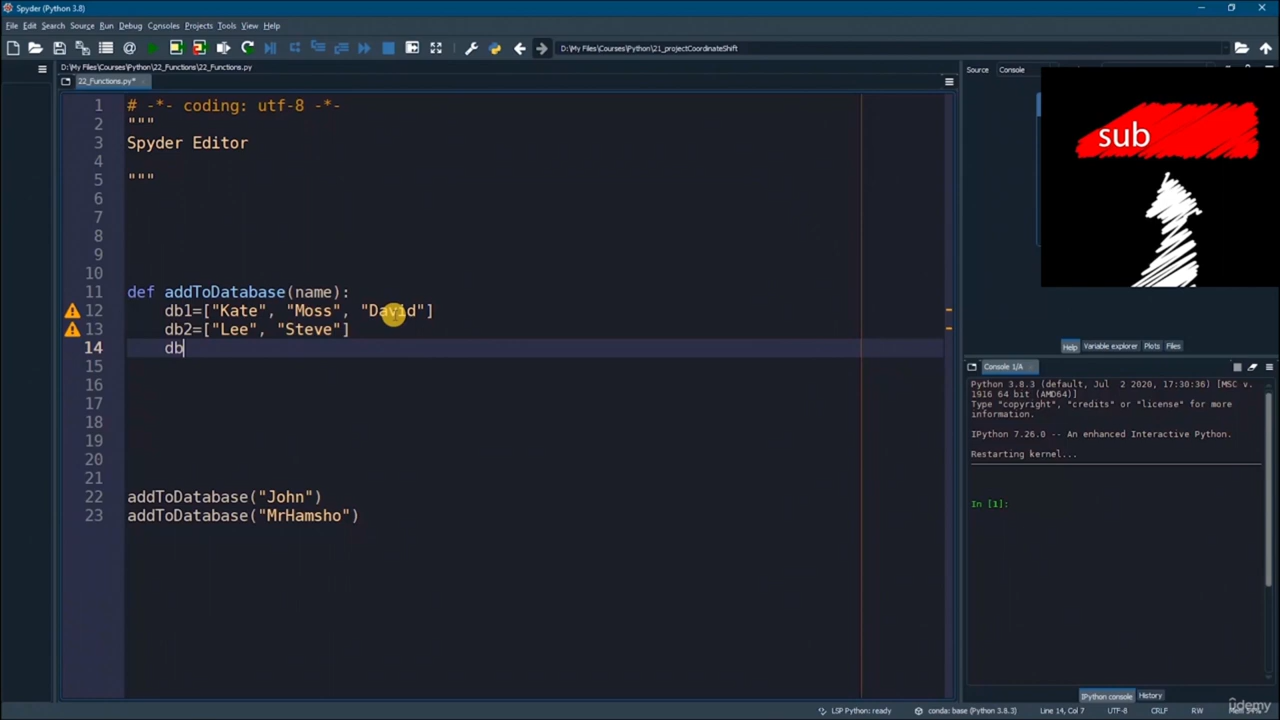 Spyder (Python 3.8)
File Edit Search Source Run Debug Consoles Projects Tools View Help
D:\My Files\Courses\Python\21_projectCoordinateShift
D:\My Files\Courses\Python\22_Functions\22_Functions.py
22_Functions.py*
1 # -*- coding: utf-8 -*-
2 """
3 Spyder Editor
4
5 """
6
7
8
9
10
11 def addToDatabase(name):
12 db1=["Kate", "Moss", "David"]
13 db2=["Lee", "Steve"]
14 db
15
16
17
18
19
20
21
22 addToDatabase("John")
23 addToDatabase("MrHamsho")
Source Console
sub
Help Variable explorer Plots Files
Console 1/A
Python 3.8.3 (default, Jul 2 2020, 17:30:36) [MSC v.
1916 64 bit (AMD64)]
Type "copyright", "credits" or "license" for more
information.
IPython 7.26.0 -- An enhanced Interactive Python.
Restarting kernel...
In [1]:
IPython console History
LSP Python: ready conda: base (Python 3.8.3) Line 14, Col 7 UTF-8 CRLF RW
ûdemy